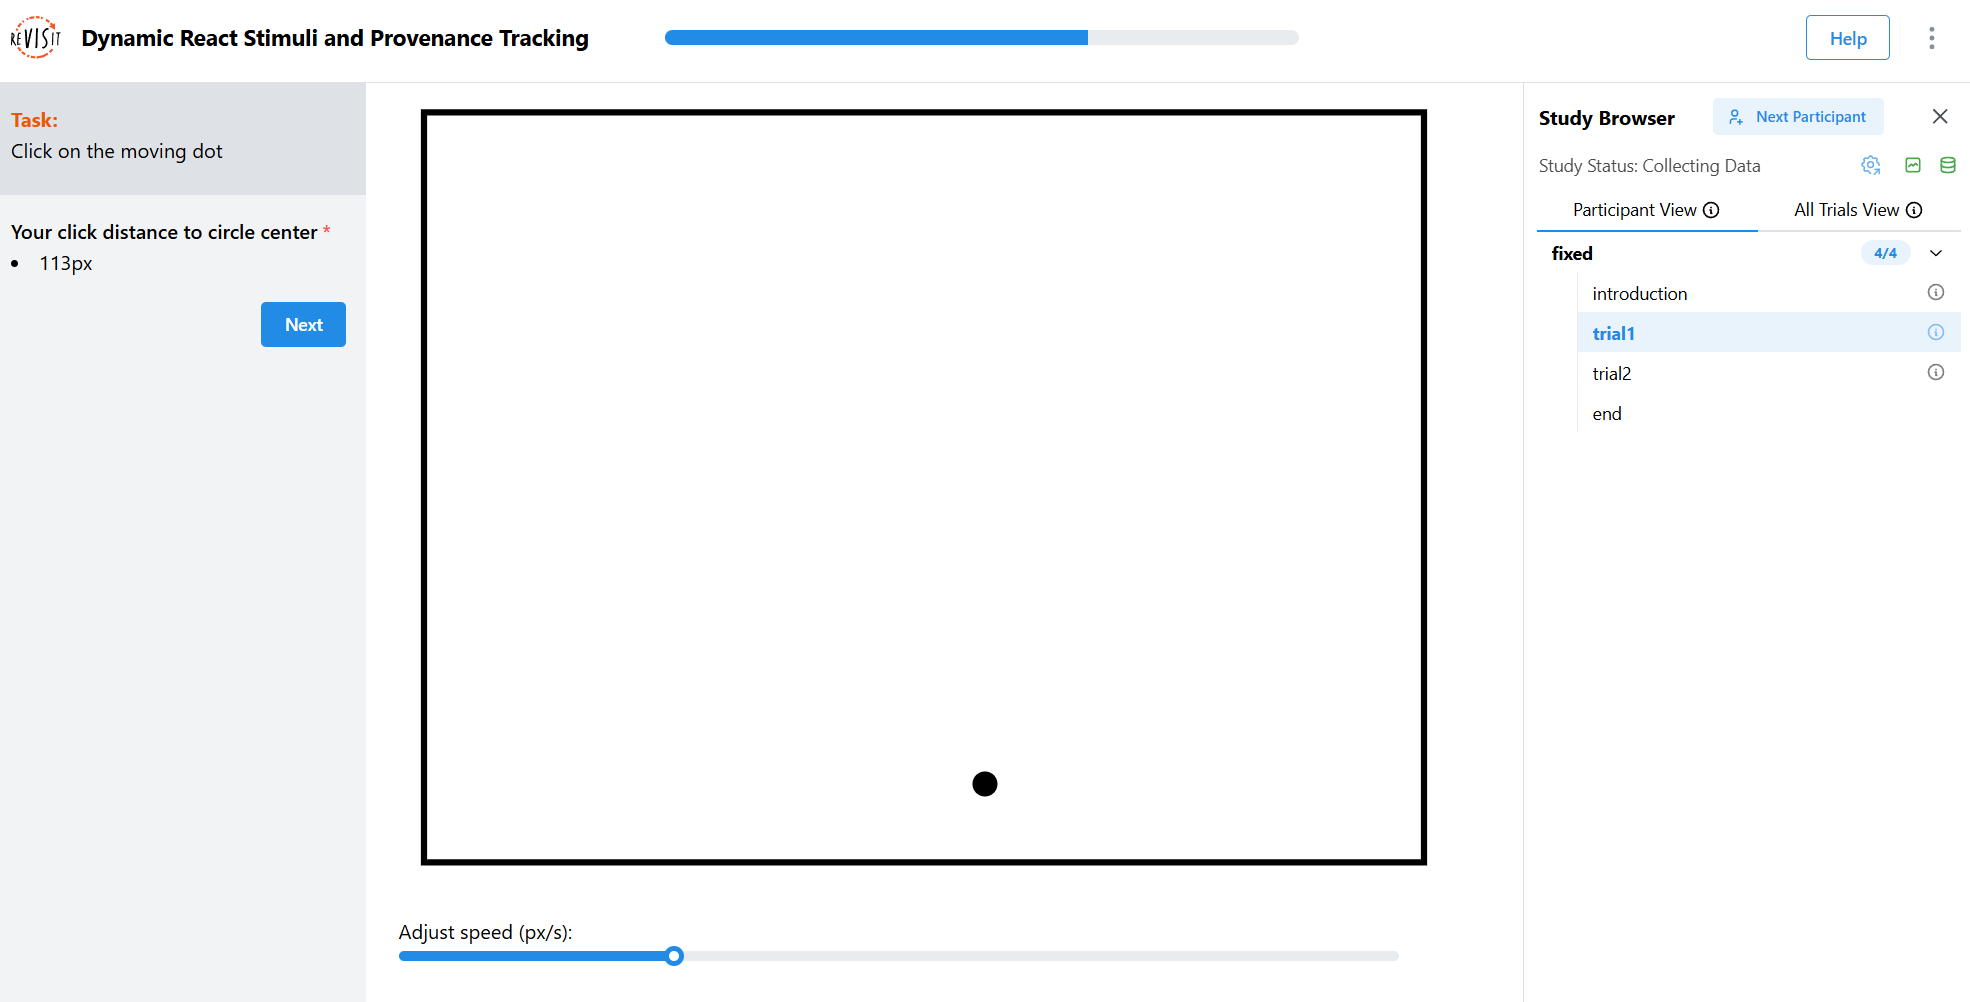 reVISit
Dynamic React Stimuli and Provenance Tracking
Help
Task:
Click on the moving dot
Your click distance to circle center *
• 113px
Next
Adjust speed (px/s):
Study Browser
Next Participant
Study Status: Collecting Data
Participant View
All Trials View
fixed
4/4
introduction
trial1
trial2
end